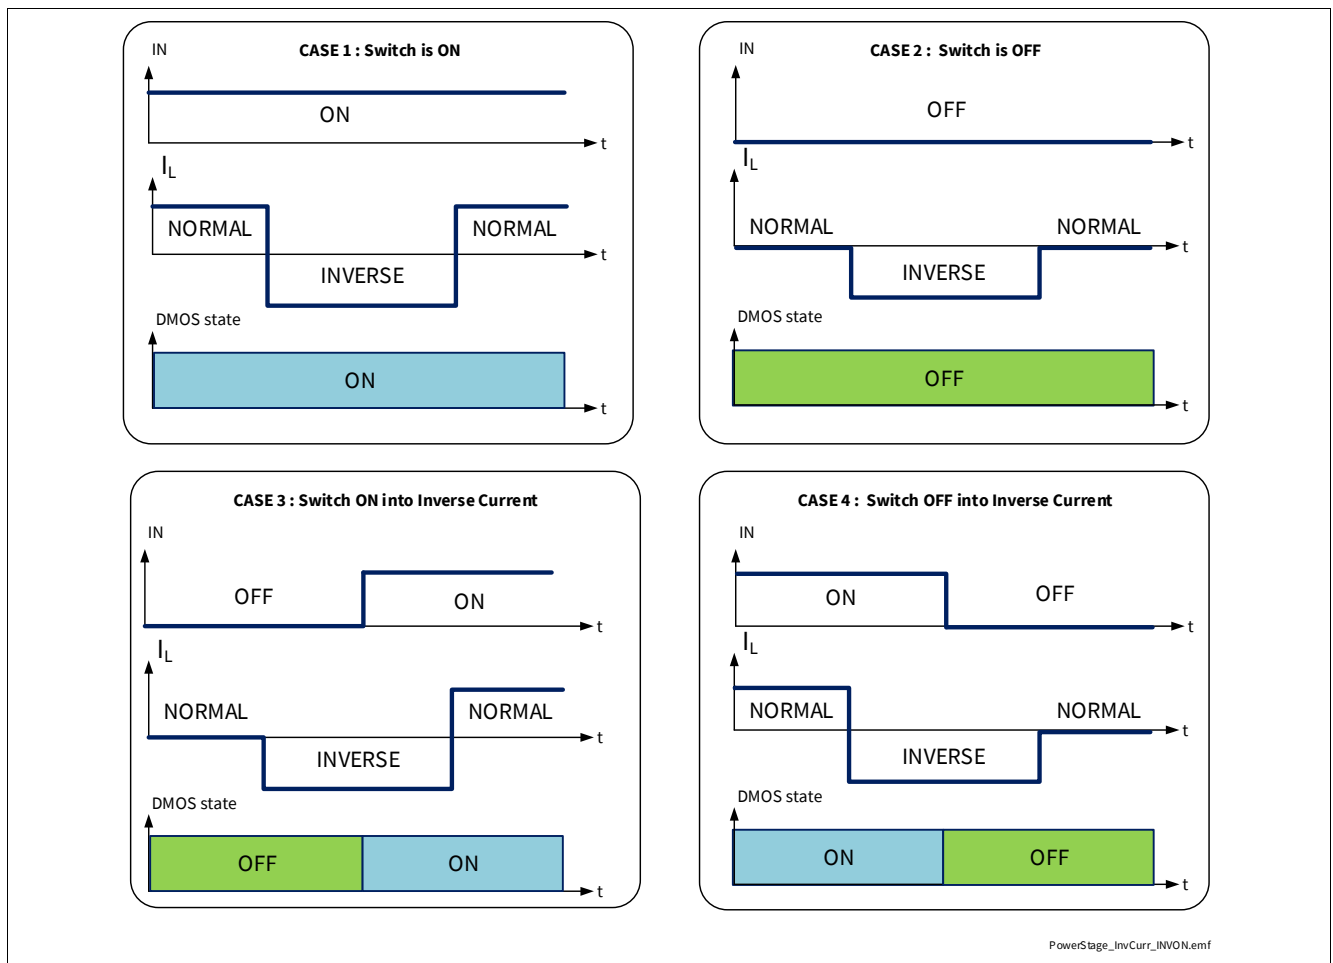 CASE 1 : Switch is ON
IN
ON
t
IL
NORMAL
NORMAL
INVERSE
t
DMOS state
ON
t
CASE 2 : Switch is OFF
IN
OFF
t
IL
NORMAL
NORMAL
INVERSE
t
DMOS state
OFF
t
CASE 3 : Switch ON into Inverse Current
IN
OFF
ON
t
IL
NORMAL
NORMAL
INVERSE
t
DMOS state
OFF
ON
t
CASE 4 : Switch OFF into Inverse Current
IN
ON
OFF
t
IL
NORMAL
NORMAL
INVERSE
t
DMOS state
ON
OFF
t
PowerStage_InvCurr_INVON.emf